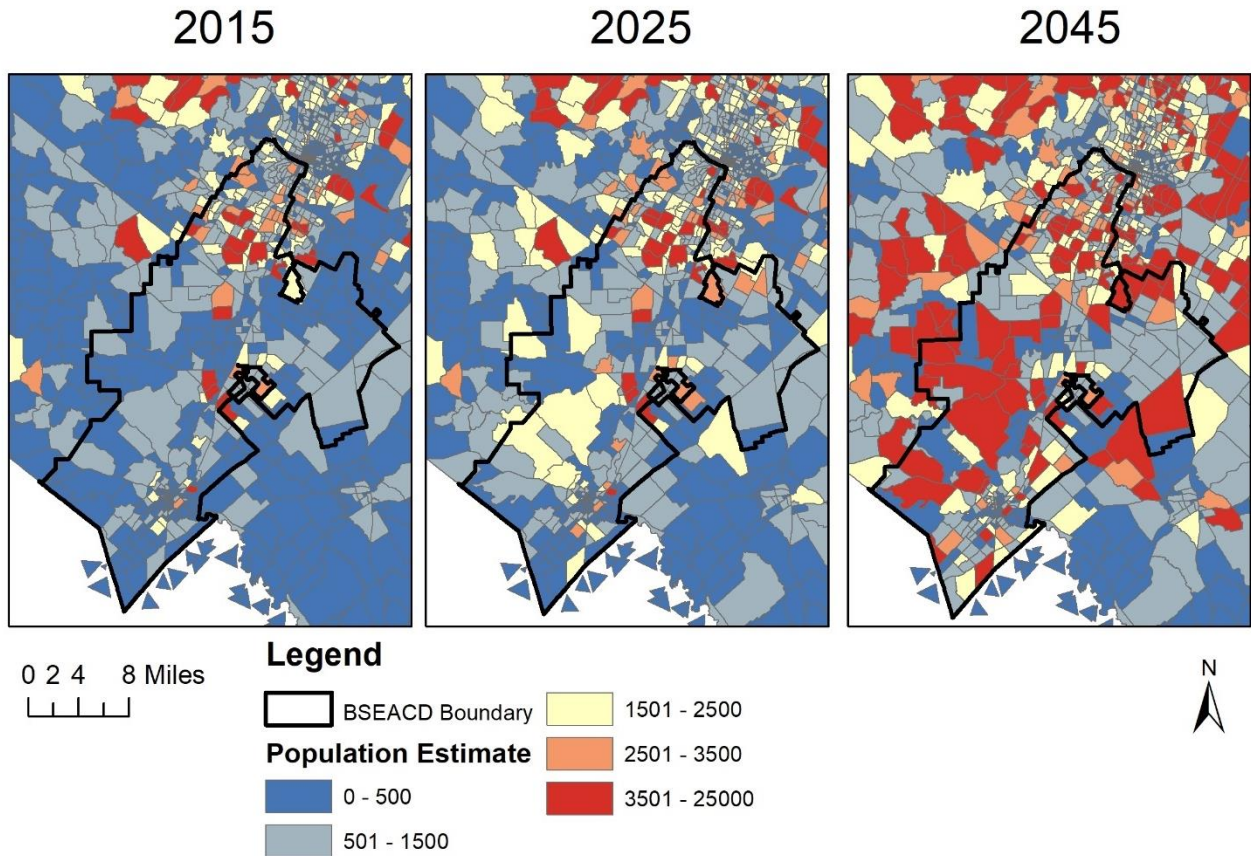 2015
2025
2045
0 2 4 8 Miles
Legend
BSEACD Boundary
Population Estimate
0 - 500
501 - 1500
1501 - 2500
2501 - 3500
3501 - 25000
N